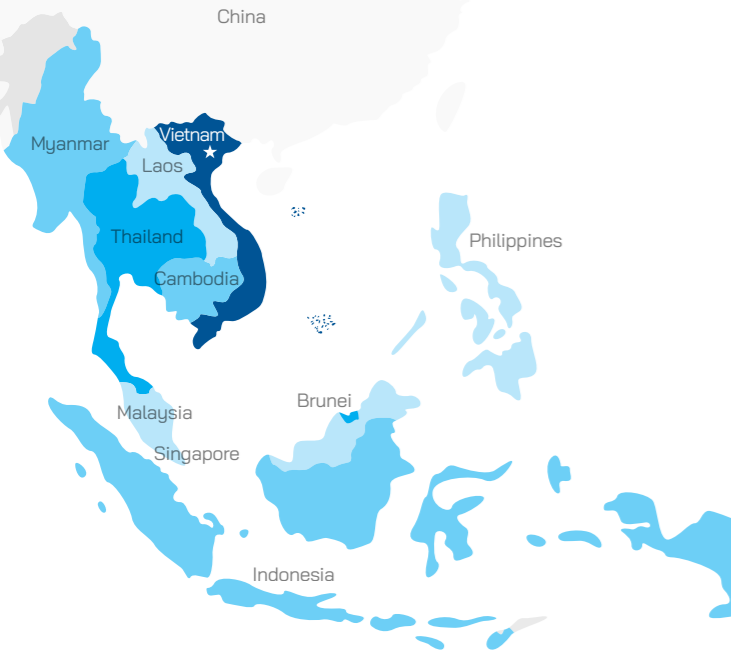 China
Vietnam
Myanmar
Laos
Thailand
Philippines
Cambodia
Brunei
Malaysia
Singapore
Indonesia